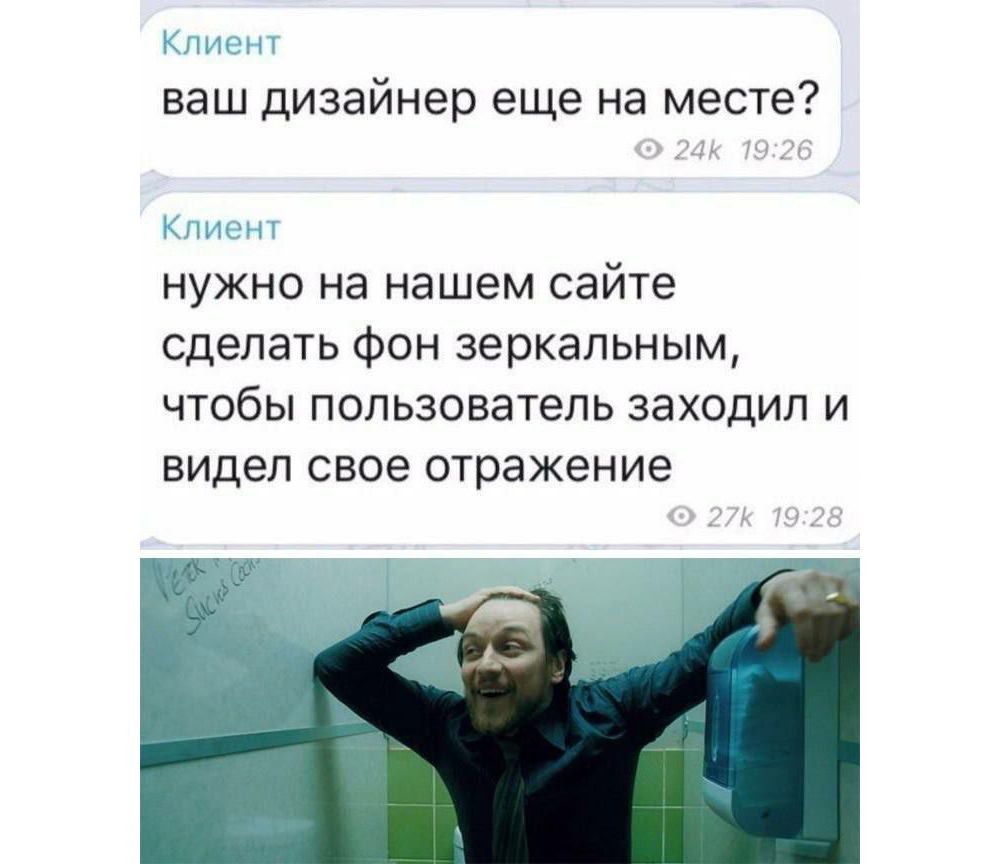 Клиент
ваш дизайнер еще на месте?
24k 19:26
Клиент
нужно на нашем сайте
сделать фон зеркальным,
чтобы пользователь заходил и
видел свое отражение
27k 19:28
SUCKS